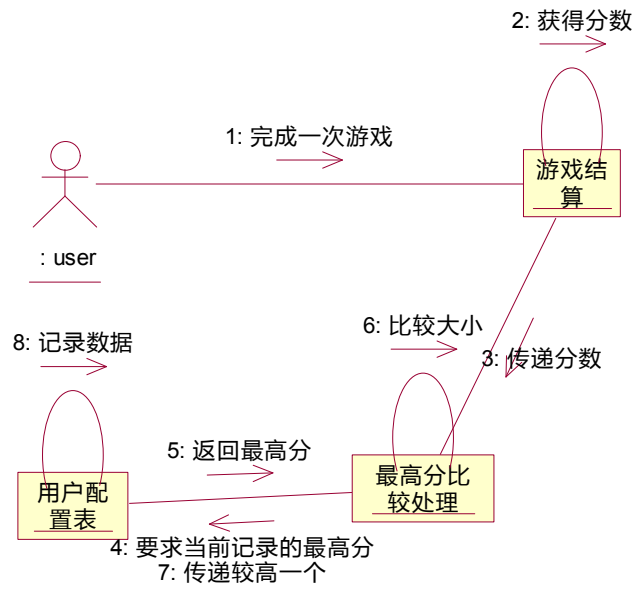 2: 获得分数
1: 完成一次游戏
游戏结
算
: user
6: 比较大小
8: 记录数据
3: 传递分数
5: 返回最高分
最高分比
较处理
用户配
置表
4: 要求当前记录的最高分
7: 传递较高一个